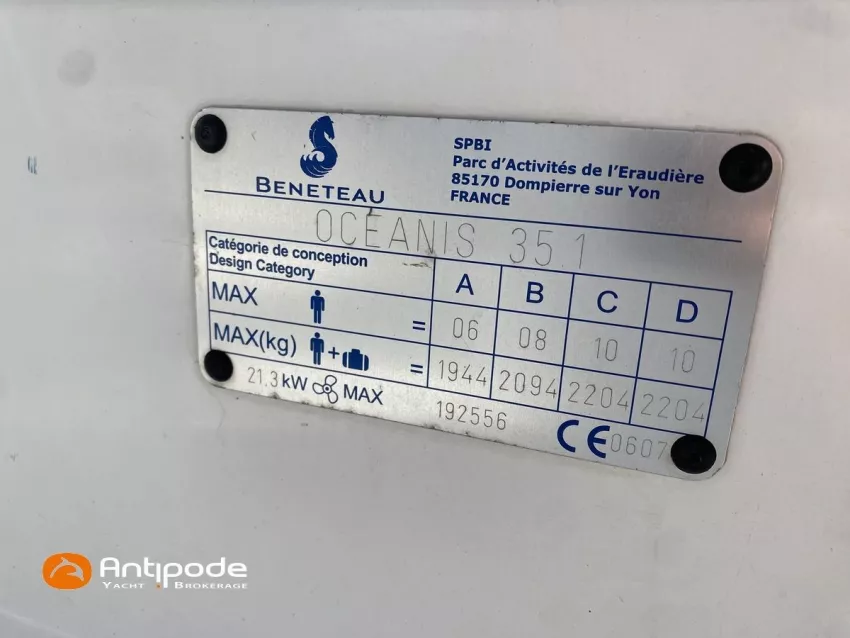 BENETEAU
SPBI
Parc d'Activités de l'Eraudière
85170 Dompierre sur Yon
FRANCE
OCEANIS 35.1
Catégorie de conception
Design Category
A B C D
MAX = 06 08 10 10
MAX(kg) + = 1944 2094 2204 2204
21.3 kW MAX
192556
CE 0607
Antipode
YACHT BROKERAGE